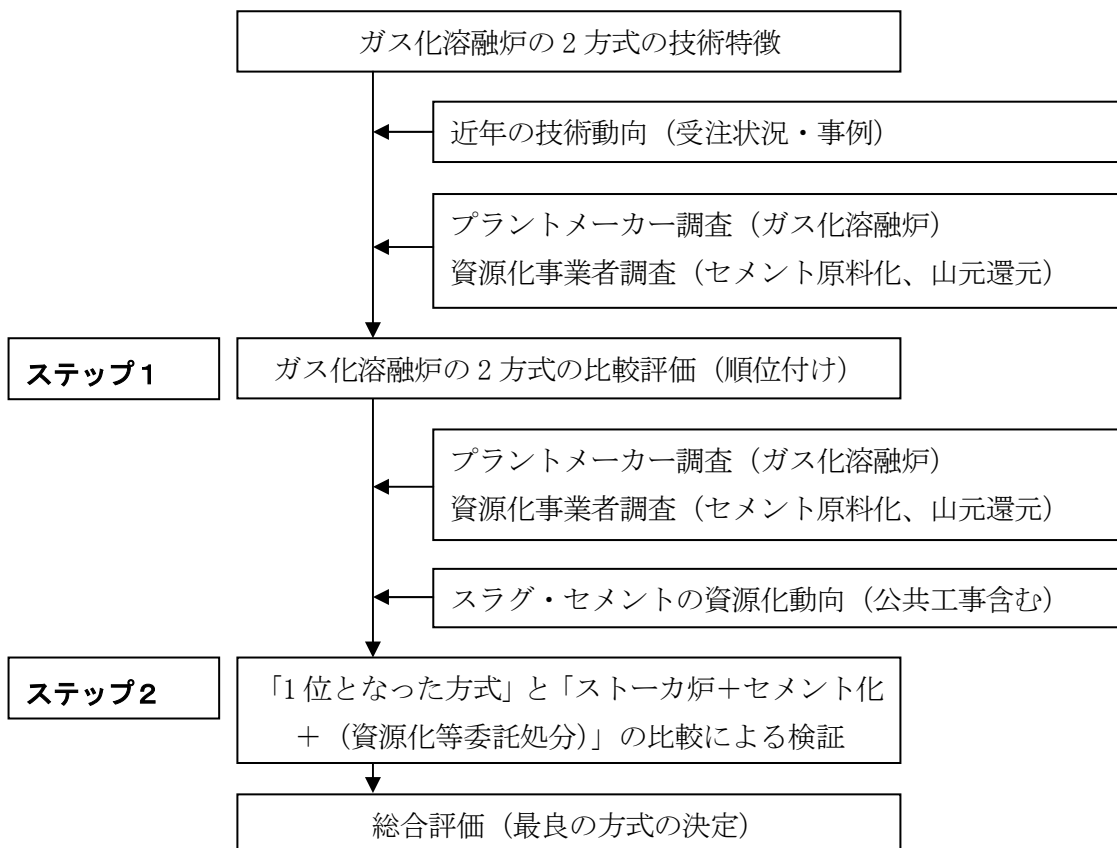 ガス化溶融炉の2方式の技術特徴
近年の技術動向（受注状況・事例）
プラントメーカー調査（ガス化溶融炉）
資源化事業者調査（セメント原料化、山元還元）
ステップ1
ガス化溶融炉の2方式の比較評価（順位付け）
プラントメーカー調査（ガス化溶融炉）
資源化事業者調査（セメント原料化、山元還元）
スラグ・セメントの資源化動向（公共工事含む）
ステップ2
「1位となった方式」と「ストーカ炉＋セメント化
＋（資源化等委託処分）」の比較による検証
総合評価（最良の方式の決定）